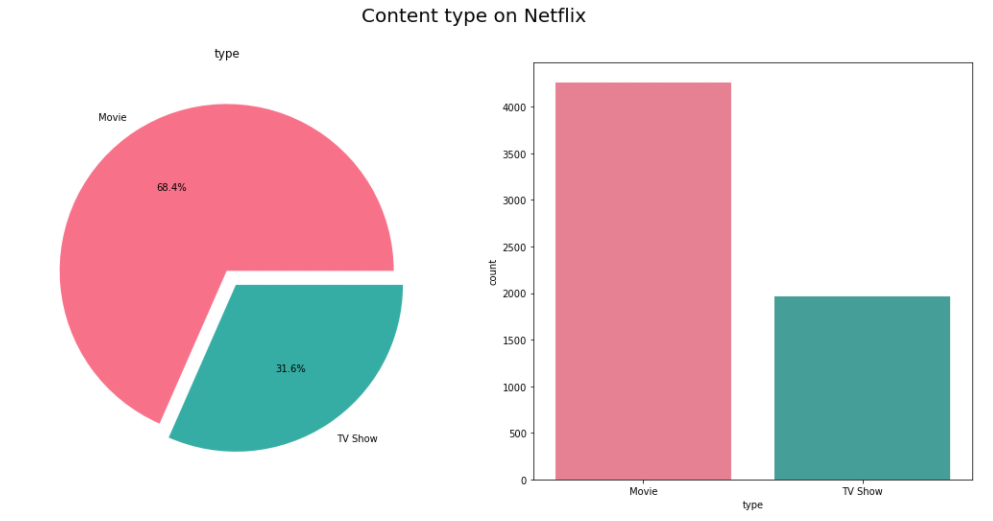 Content type on Netflix
type
Movie
68.4%
31.6%
TV Show
4000
3500
3000
2500
2000
1500
1000
500
0
count
Movie
TV Show
type